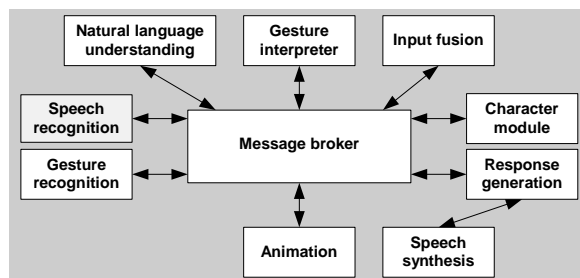 Natural language
understanding
Gesture
interpreter
Input fusion
Speech
recognition
Message broker
Character
module
Gesture
recognition
Response
generation
Animation
Speech
synthesis